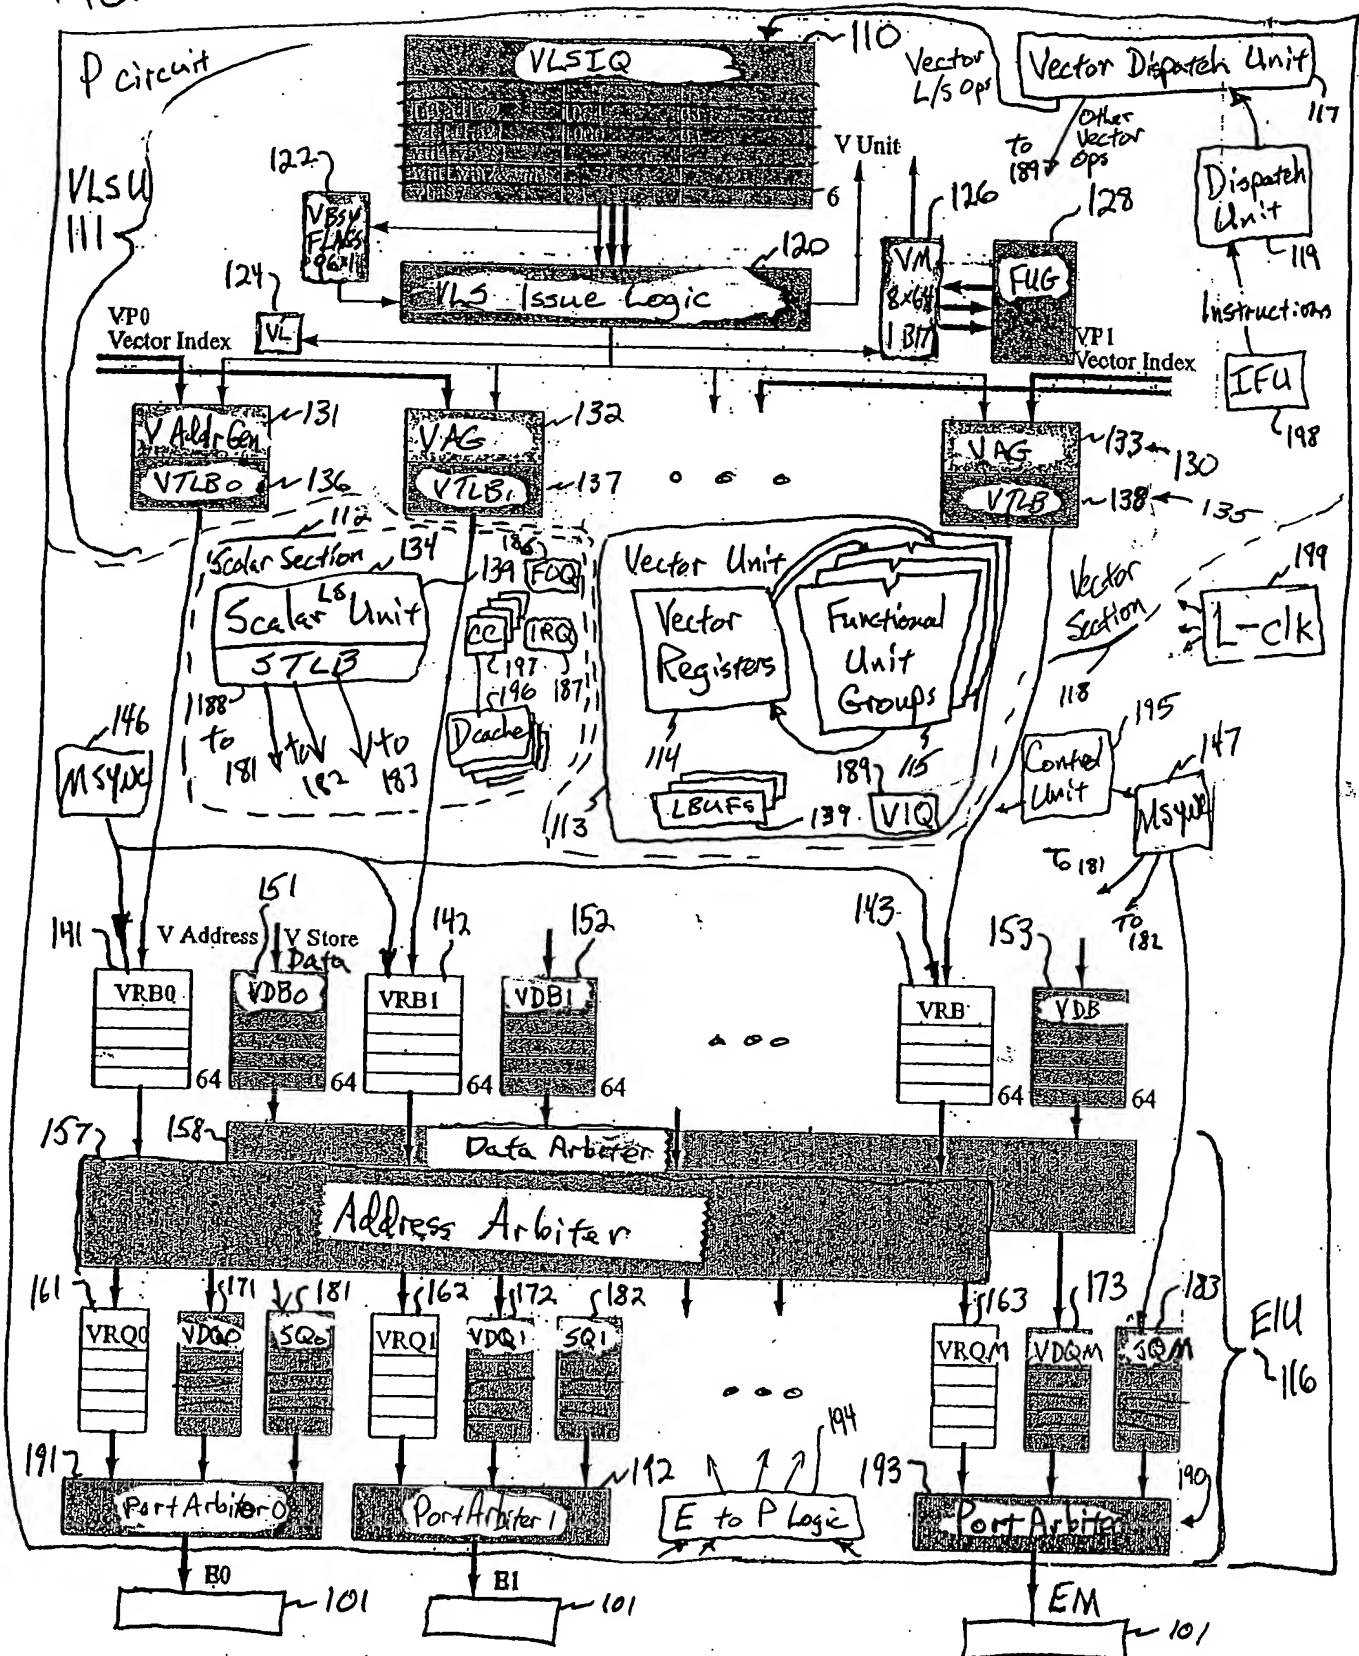 P circuit
VLSIQ
110
Vector
L/S Ops
Vector Dispatch Unit
117
to
189
Other
Vector
Ops
V Unit
6
122
VBSY
FLAGS
96x1
VLSU
111
124
VL
120
VLS Issue Logic
126
VM
8x64
1 BIT
128
FUG
Dispatch
Unit
119
Instructions
IFU
198
VP0
Vector Index
VP1
Vector Index
131
V AddrGen
VTLB0
136
132
VAG
VTLB1
137
VAG
133
130
VTLB
138
135
112
Scalar Section
134
Scalar LS Unit
STLB
188
to
181
to
182
to
183
139
186
FOQ
CC
197
IRQ
187
196
Dcache
Vector Unit
Vector
Registers
114
Functional
Unit
Groups
115
LBUFs
139
189
VIQ
113
Vector
Section
118
199
L-clk
195
Control
Unit
147
MSYNC
To 181
To
182
146
MSYNC
141
V Address
151
V Store
Data
142
152
143
153
VRB0
64
VDB0
64
VRB1
64
VDB1
64
VRB
64
VDB
64
157
158
Data Arbiter
Address Arbiter
161
171
181
162
172
182
163
173
183
VRQ0
VDQ0
SQ0
VRQ1
VDQ1
SQ1
VRQM
VDQM
SQM
EIU
116
191
Port Arbiter 0
192
Port Arbiter 1
194
E to P Logic
193
Port Arbiter
190
E0
101
E1
101
EM
101